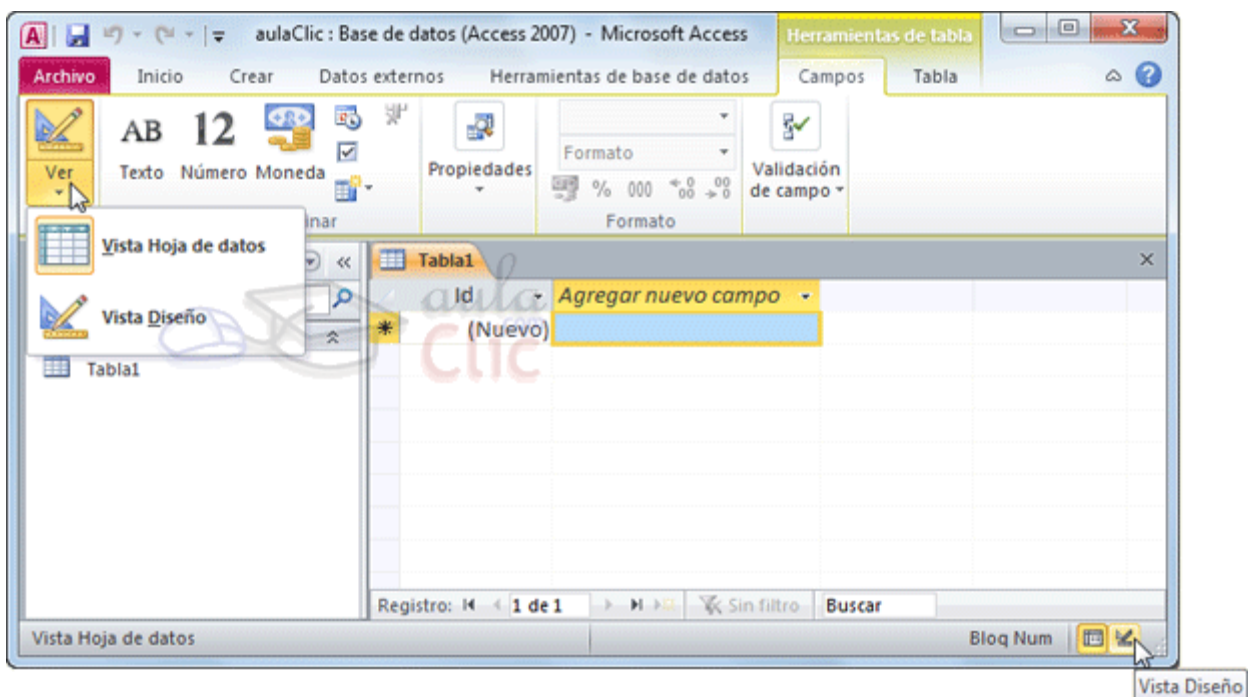 aulaClic : Base de datos (Access 2007) - Microsoft Access
Herramientas de tabla
Archivo Inicio Crear Datos externos Herramientas de base de datos Campos Tabla
Ver
AB Texto
12 Número
Moneda
Propiedades
Formato
% 000
Validación
de campo
Formato
Vista Hoja de datos
Vista Diseño
Tabla1
Tabla1
Id Agregar nuevo campo
(Nuevo)
aula
.com
Clic
Registro: 1 de 1 Sin filtro Buscar
Vista Hoja de datos Bloq Num
Vista Diseño